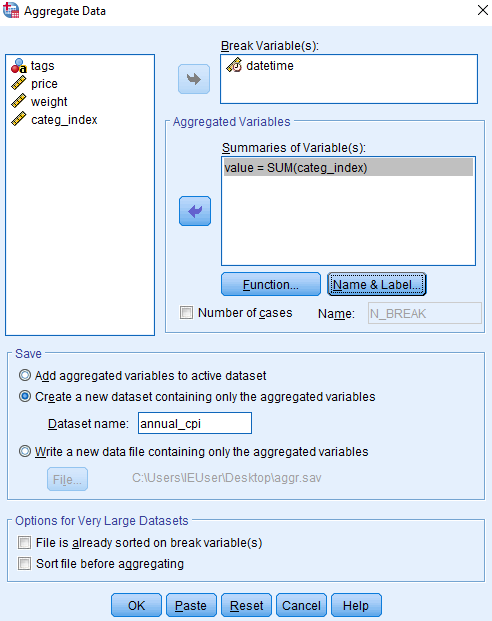 Aggregate Data
tags
price
weight
categ_index
Break Variable(s):
datetime
Aggregated Variables
Summaries of Variable(s):
value = SUM(categ_index)
Function...
Name & Label...
Number of cases
Name:
N_BREAK
Save
Add aggregated variables to active dataset
Create a new dataset containing only the aggregated variables
Dataset name:
annual_cpi
Write a new data file containing only the aggregated variables
File...
C:\Users\IEUser\Desktop\aggr.sav
Options for Very Large Datasets
File is already sorted on break variable(s)
Sort file before aggregating
OK Paste Reset Cancel Help